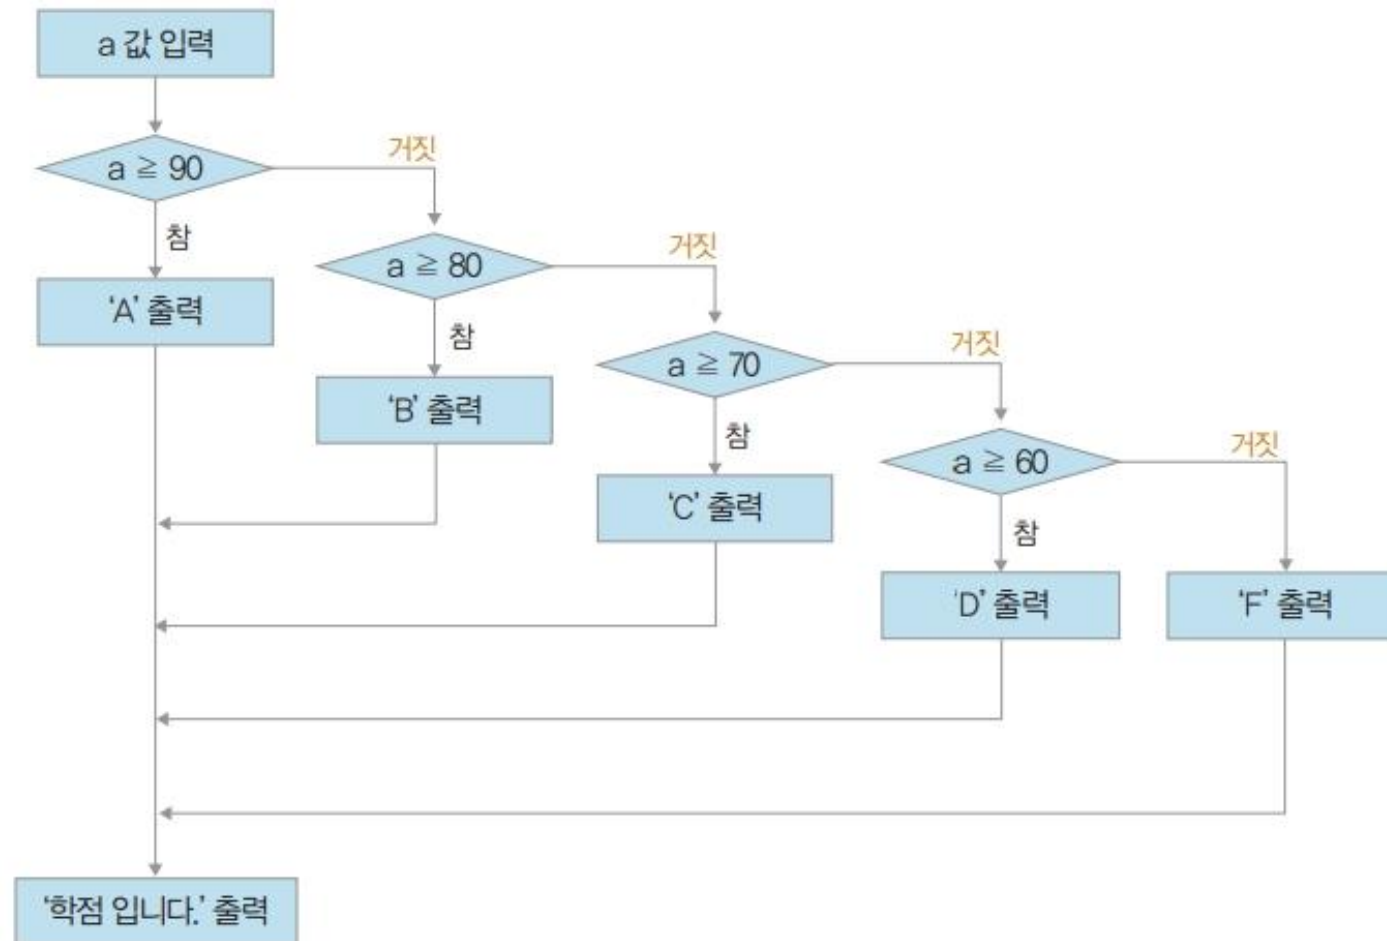 a 값 입력
a ≧ 90
거짓
참
‘A’ 출력
a ≧ 80
거짓
참
‘B’ 출력
a ≧ 70
거짓
참
‘C’ 출력
a ≧ 60
거짓
참
‘D’ 출력
‘F’ 출력
‘학점 입니다.’ 출력